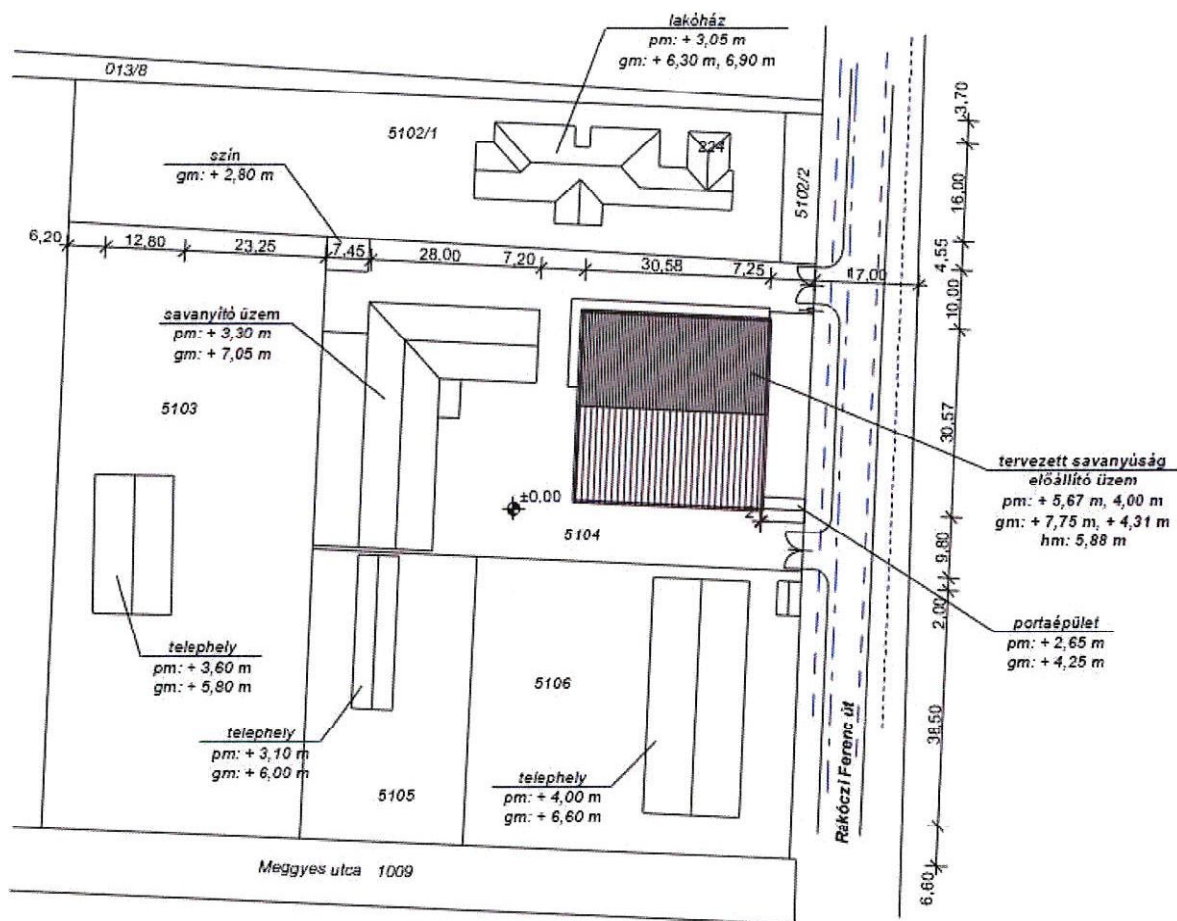 lakóház
pm: + 3,05 m
gm: + 6,30 m, 6,90 m
013/8
5102/1
224
5102/2
szín
gm: + 2,80 m
6,20 12,80 23,25 7,45 28,00 7,20 30,58 7,25 17,00
3,70
16,00
4,55
10,00
30,57
9,80
2,00
38,50
6,60
savanyító üzem
pm: + 3,30 m
gm: + 7,05 m
5103
tervezett savanyúság
előállító üzem
pm: + 5,67 m, 4,00 m
gm: + 7,75 m, + 4,31 m
hm: 5,88 m
±0,00
2
5104
portaépület
pm: + 2,65 m
gm: + 4,25 m
telephely
pm: + 3,60 m
gm: + 5,80 m
5106
telephely
pm: + 3,10 m
gm: + 6,00 m
telephely
pm: + 4,00 m
gm: + 6,60 m
5105
Rákóczi Ferenc út
Meggyes utca 1009